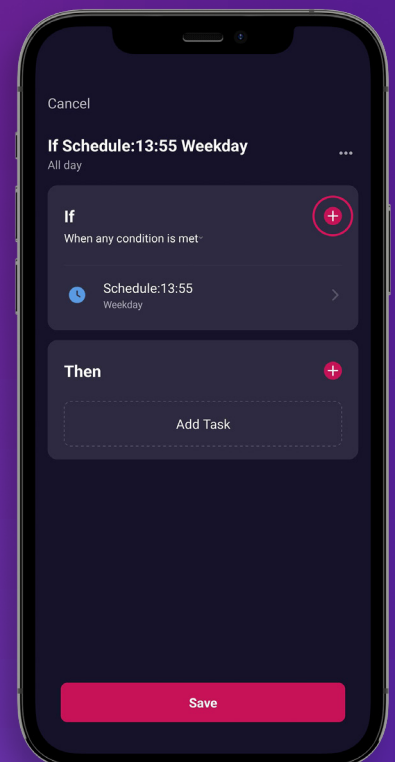 Cancel
If Schedule:13:55 Weekday
All day
If
When any condition is met
Schedule:13:55
Weekday
Then
Add Task
Save